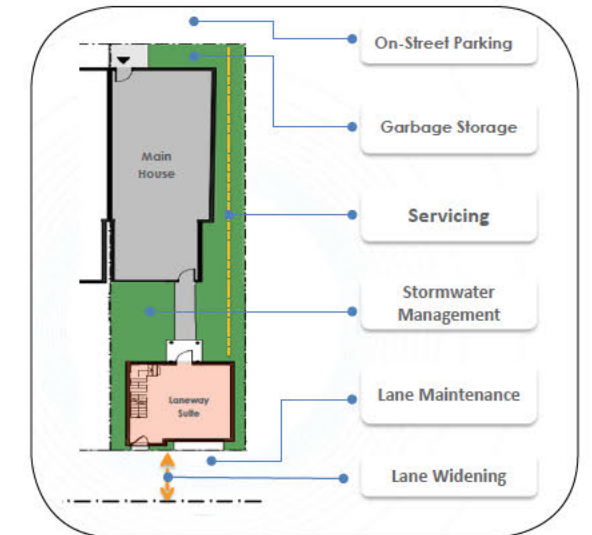 On-Street Parking
Garbage Storage
Main
House
Servicing
Stormwater
Management
Lane Maintenance
Laneway
Suite
Lane Widening